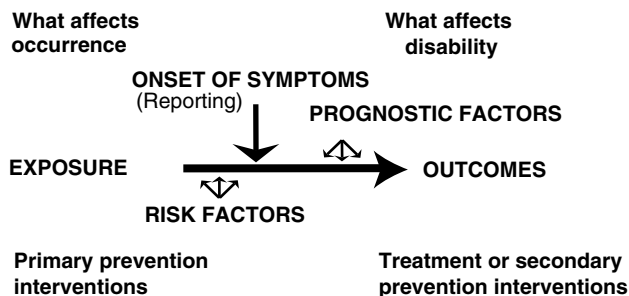 What affects
occurrence
What affects
disability
ONSET OF SYMPTOMS
(Reporting)
PROGNOSTIC FACTORS
EXPOSURE
OUTCOMES
RISK FACTORS
Primary prevention
interventions
Treatment or secondary
prevention interventions